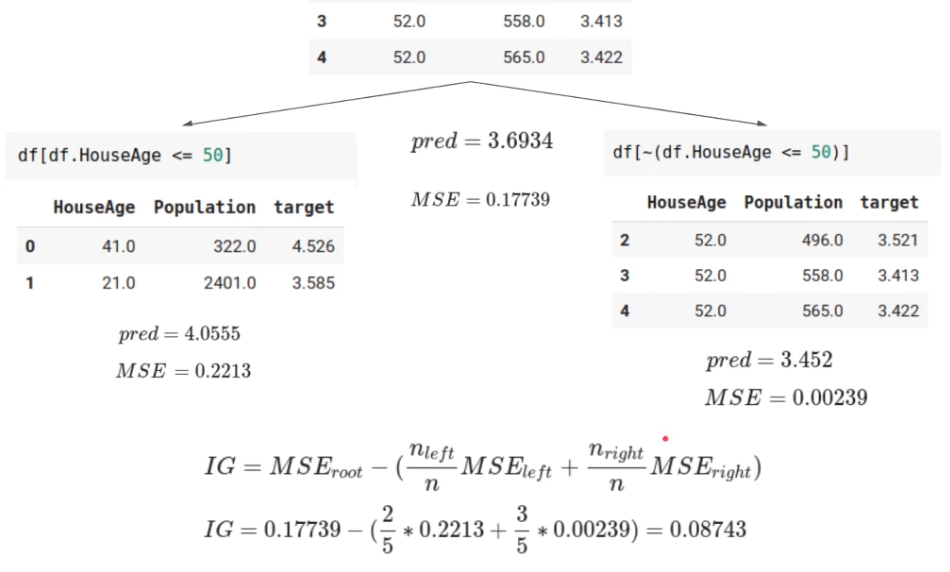 3 52.0 558.0 3.413
4 52.0 565.0 3.422
df[df.HouseAge <= 50]
HouseAge Population target
0 41.0 322.0 4.526
1 21.0 2401.0 3.585
pred = 4.0555
MSE = 0.2213
pred = 3.6934
MSE = 0.17739
df[~(df.HouseAge <= 50)]
HouseAge Population target
2 52.0 496.0 3.521
3 52.0 558.0 3.413
4 52.0 565.0 3.422
pred = 3.452
MSE = 0.00239
IG = MSE_root − (n_left/n MSE_left + n_right/n MSE_right)
IG = 0.17739 − (2/5 * 0.2213 + 3/5 * 0.00239) = 0.08743